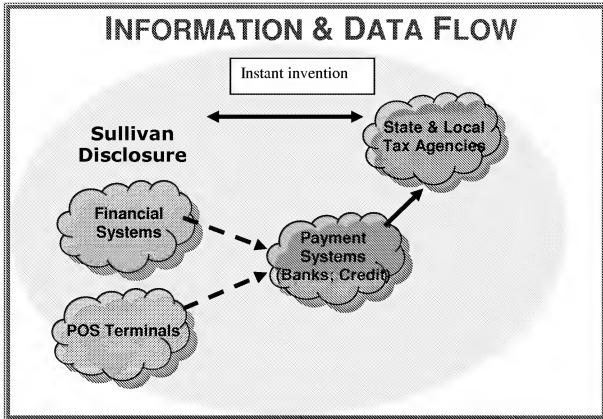 INFORMATION & DATA FLOW
Instant invention
Sullivan
Disclosure
State & Local
Tax Agencies
Financial
Systems
Payment
Systems
(Banks; Credit)
POS Terminals